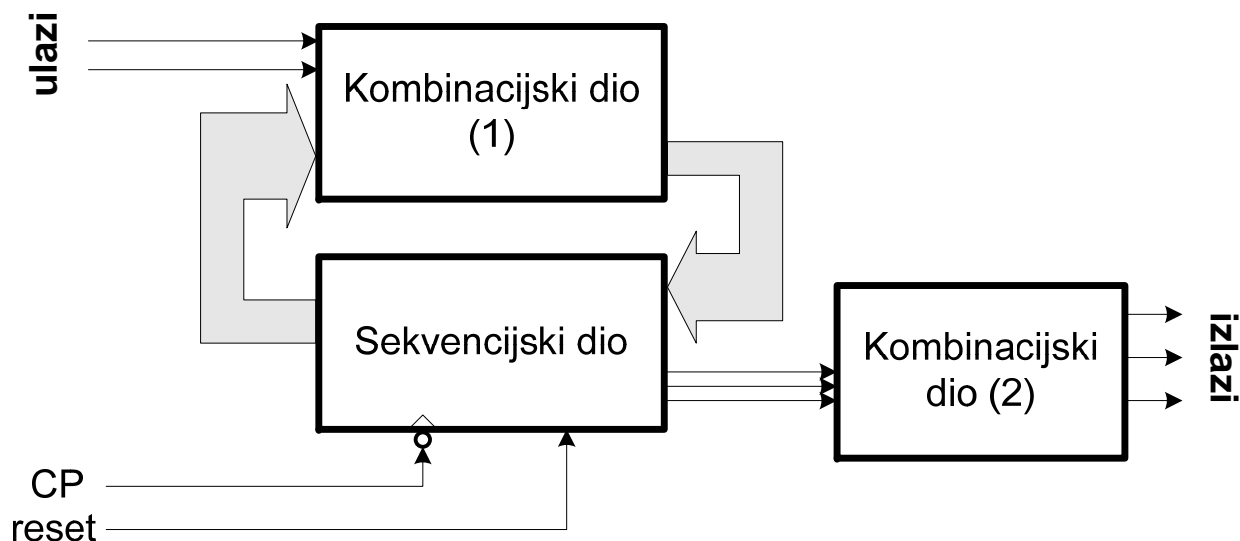 ulazi
Kombinacijski dio
(1)
Sekvencijski dio
Kombinacijski
dio (2)
izlazi
CP
reset